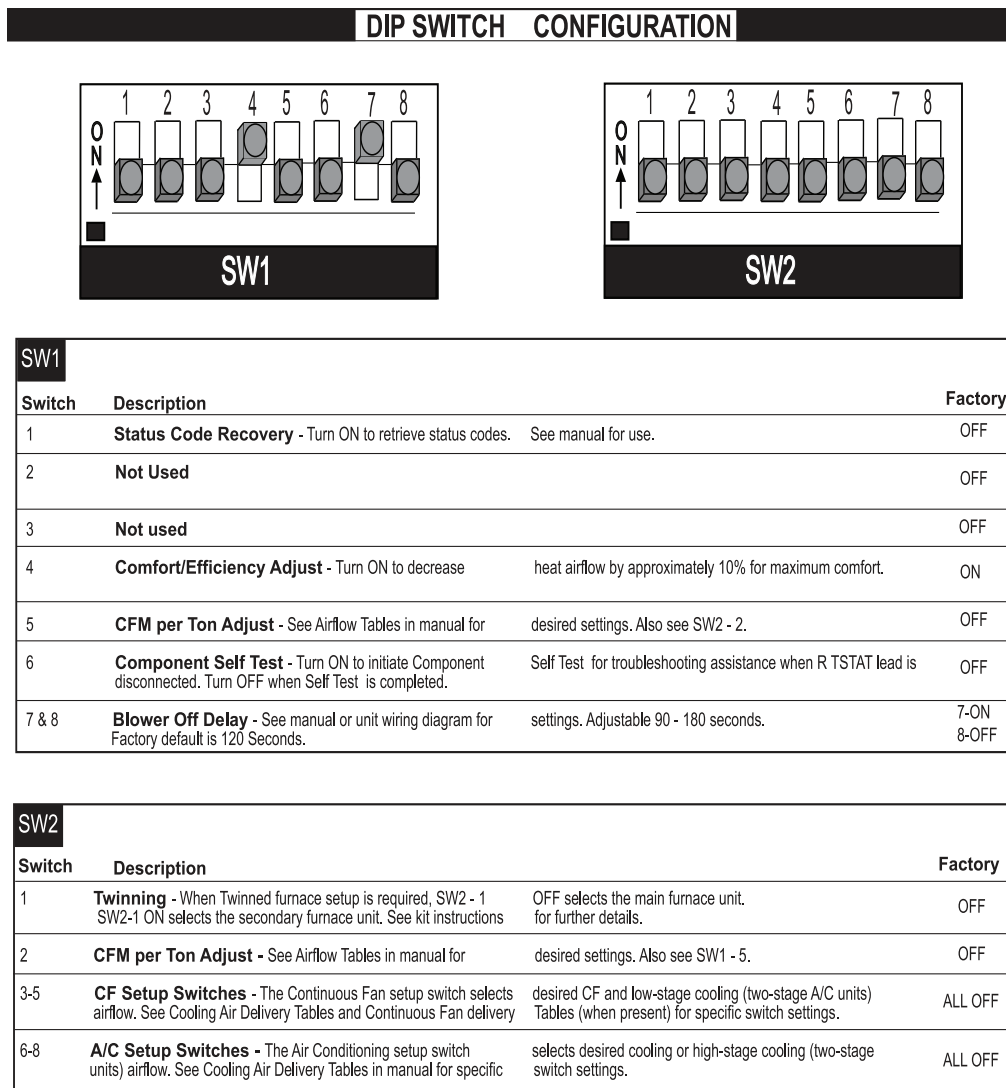 DIP SWITCH CONFIGURATION
1 2 3 4 5 6 7 8
ON
SW1
1 2 3 4 5 6 7 8
ON
SW2
SW1
Switch Description Factory
1 Status Code Recovery - Turn ON to retrieve status codes. See manual for use. OFF
2 Not Used OFF
3 Not used OFF
4 Comfort/Efficiency Adjust - Turn ON to decrease heat airflow by approximately 10% for maximum comfort. ON
5 CFM per Ton Adjust - See Airflow Tables in manual for desired settings. Also see SW2 - 2. OFF
6 Component Self Test - Turn ON to initiate Component Self Test for troubleshooting assistance when R TSTAT lead is OFF
disconnected. Turn OFF when Self Test is completed.
7 & 8 Blower Off Delay - See manual or unit wiring diagram for settings. Adjustable 90 - 180 seconds. 7-ON
Factory default is 120 Seconds. 8-OFF
SW2
Switch Description Factory
1 Twinning - When Twinned furnace setup is required, SW2 - 1 OFF selects the main furnace unit. OFF
SW2-1 ON selects the secondary furnace unit. See kit instructions for further details.
2 CFM per Ton Adjust - See Airflow Tables in manual for desired settings. Also see SW1 - 5. OFF
3-5 CF Setup Switches - The Continuous Fan setup switch selects desired CF and low-stage cooling (two-stage A/C units) ALL OFF
airflow. See Cooling Air Delivery Tables and Continuous Fan delivery Tables (when present) for specific switch settings.
6-8 A/C Setup Switches - The Air Conditioning setup switch selects desired cooling or high-stage cooling (two-stage ALL OFF
units) airflow. See Cooling Air Delivery Tables in manual for specific switch settings.